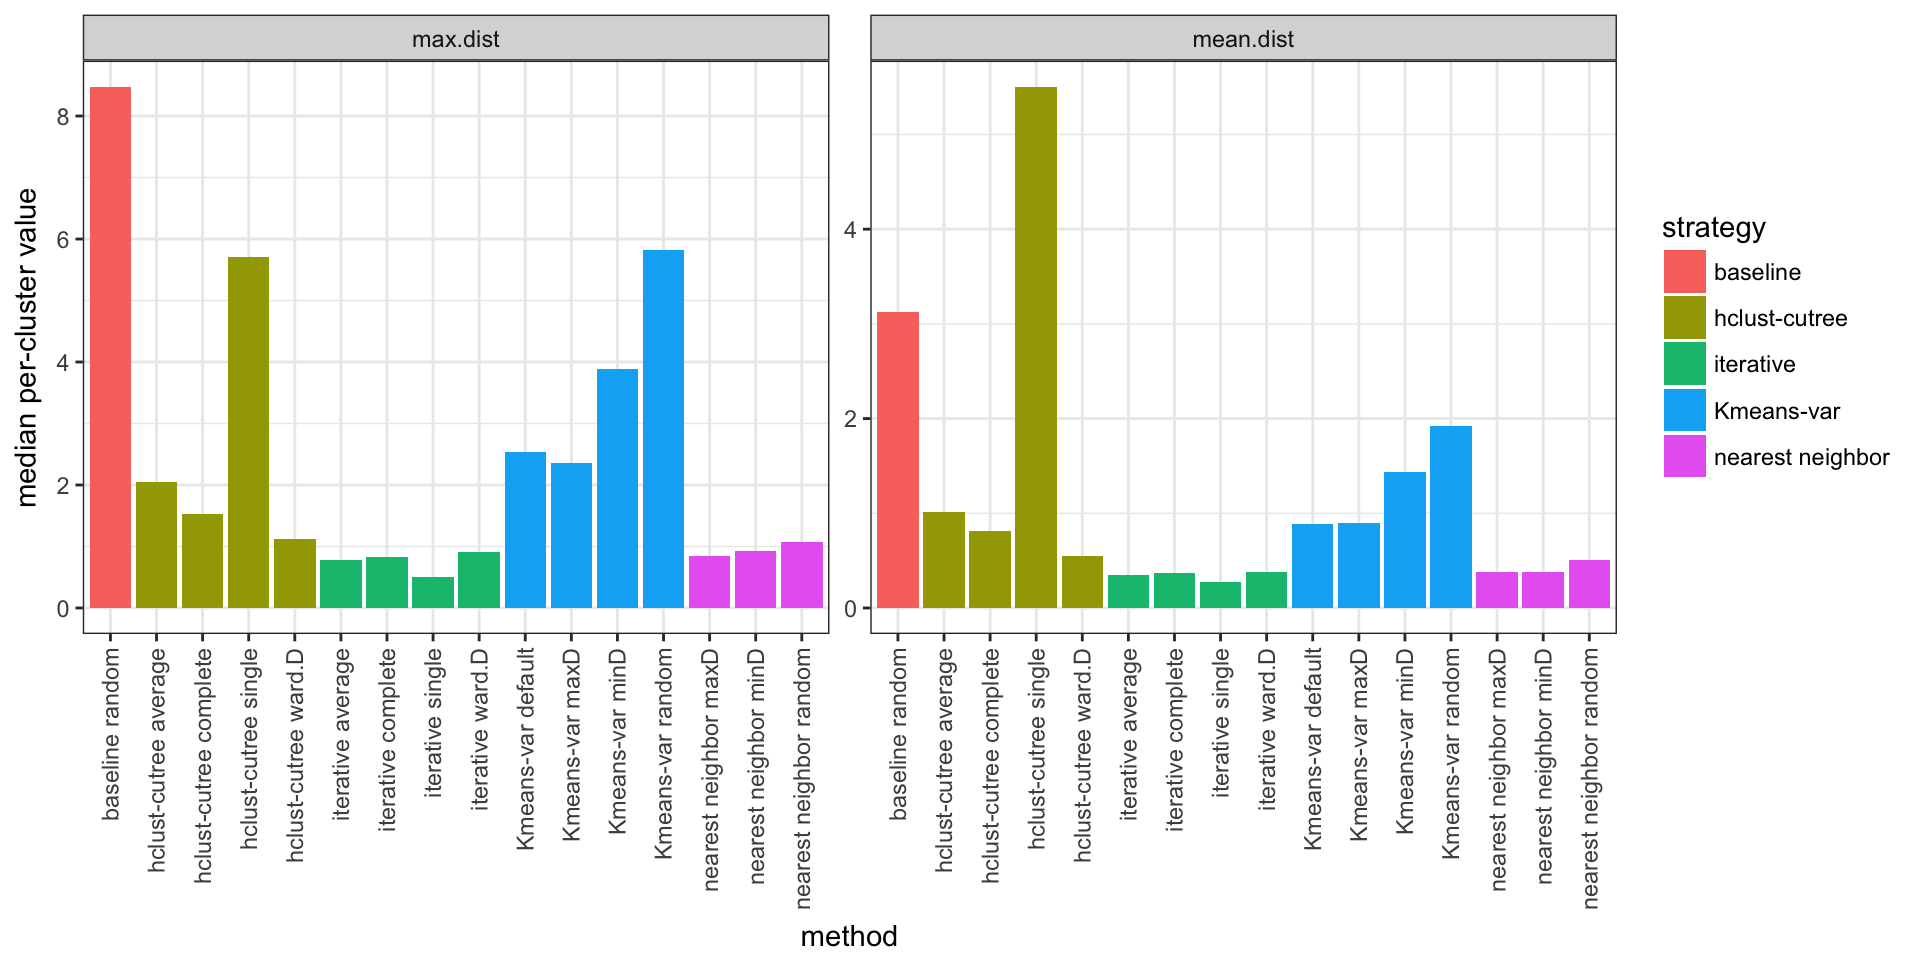 max.dist
mean.dist
median per-cluster value
8
6
4
2
0
4
2
0
baseline random
hclust-cutree average
hclust-cutree complete
hclust-cutree single
hclust-cutree ward.D
iterative average
iterative complete
iterative single
iterative ward.D
Kmeans-var default
Kmeans-var maxD
Kmeans-var minD
Kmeans-var random
nearest neighbor maxD
nearest neighbor minD
nearest neighbor random
baseline random
hclust-cutree average
hclust-cutree complete
hclust-cutree single
hclust-cutree ward.D
iterative average
iterative complete
iterative single
iterative ward.D
Kmeans-var default
Kmeans-var maxD
Kmeans-var minD
Kmeans-var random
nearest neighbor maxD
nearest neighbor minD
nearest neighbor random
method
strategy
baseline
hclust-cutree
iterative
Kmeans-var
nearest neighbor